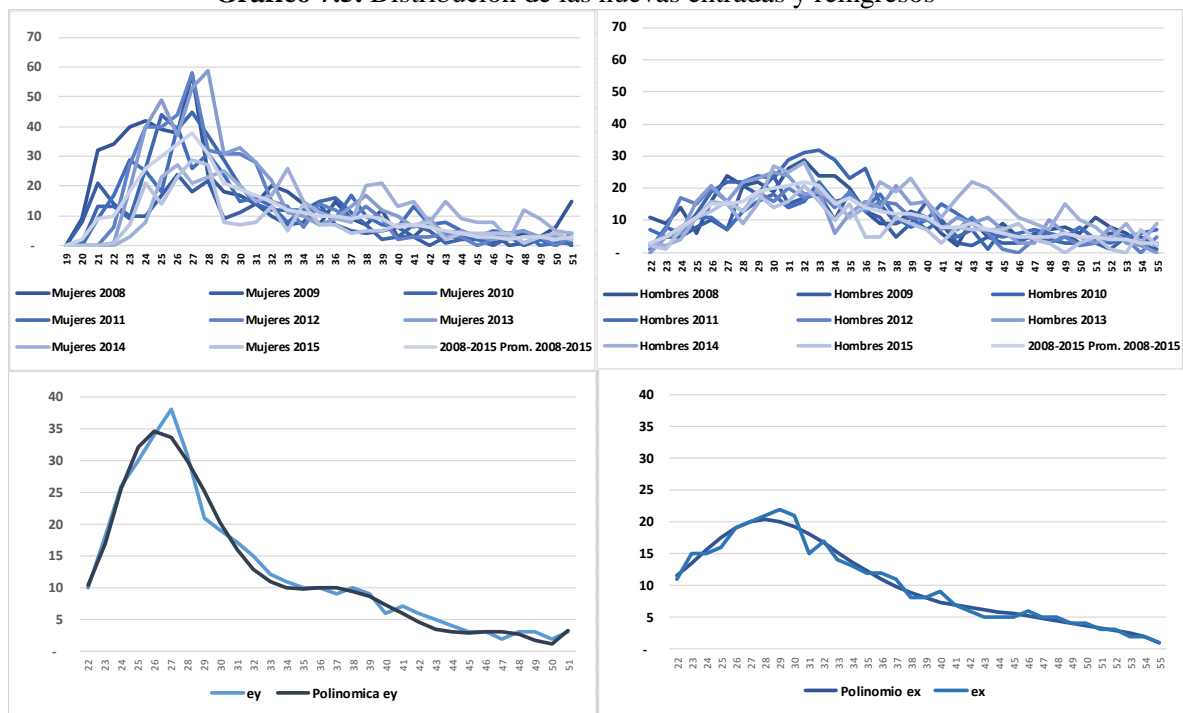 Gráfico 7.3. Distribución de las nuevas entradas y reingresos
70
60
50
40
30
20
10
-
19 20 21 22 23 24 25 26 27 28 29 30 31 32 33 34 35 36 37 38 39 40 41 42 43 44 45 46 47 48 49 50 51
Mujeres 2008 Mujeres 2009 Mujeres 2010
Mujeres 2011 Mujeres 2012 Mujeres 2013
Mujeres 2014 Mujeres 2015 2008-2015 Prom. 2008-2015
70
60
50
40
30
20
10
-
22 23 24 25 26 27 28 29 30 31 32 33 34 35 36 37 38 39 40 41 42 43 44 45 46 47 48 49 50 51 52 53 54 55
Hombres 2008 Hombres 2009 Hombres 2010
Hombres 2011 Hombres 2012 Hombres 2013
Hombres 2014 Hombres 2015 2008-2015 Prom. 2008-2015
40
35
30
25
20
15
10
5
-
22 23 24 25 26 27 28 29 30 31 32 33 34 35 36 37 38 39 40 41 42 43 44 45 46 47 48 49 50 51
ey Polinomica ey
40
35
30
25
20
15
10
5
-
22 23 24 25 26 27 28 29 30 31 32 33 34 35 36 37 38 39 40 41 42 43 44 45 46 47 48 49 50 51 52 53 54 55
Polinomio ex ex